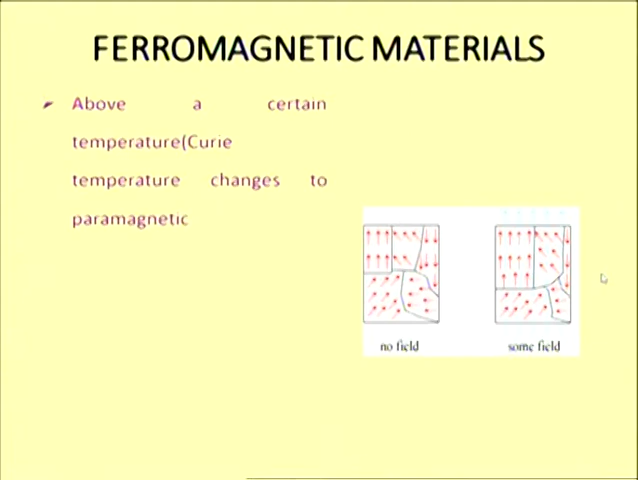 FERROMAGNETIC MATERIALS
Above a certain
temperature(Curie
temperature changes to
paramagnetic
no field
some field